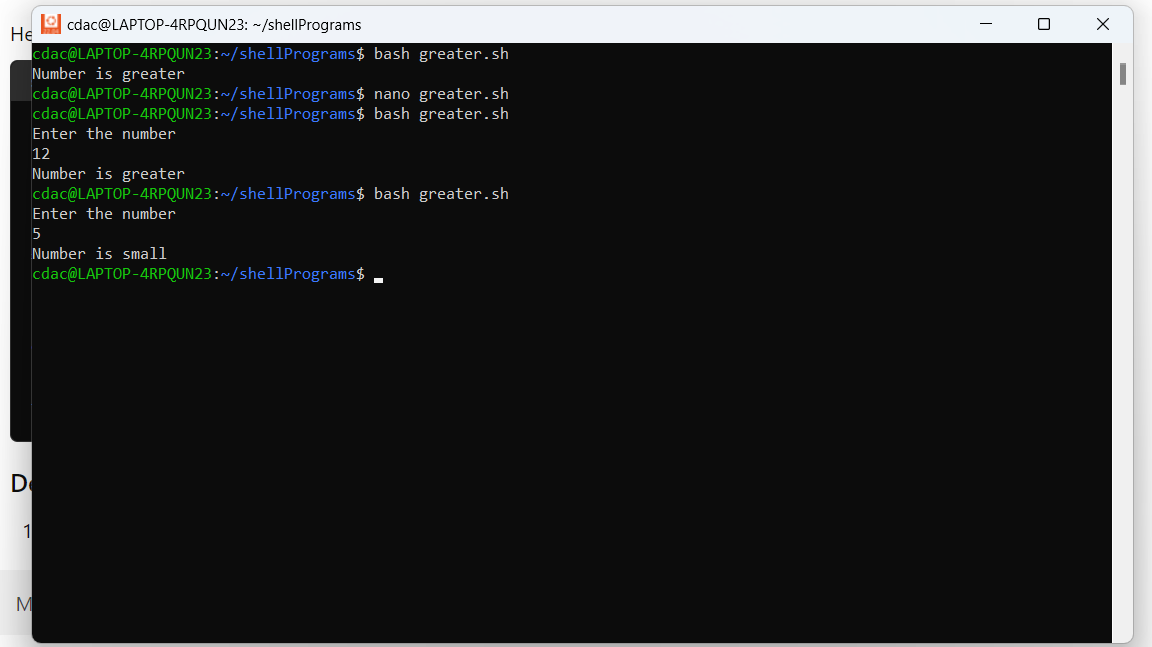 cdac@LAPTOP-4RPQUN23: ~/shellPrograms
cdac@LAPTOP-4RPQUN23:~/shellPrograms$ bash greater.sh
Number is greater
cdac@LAPTOP-4RPQUN23:~/shellPrograms$ nano greater.sh
cdac@LAPTOP-4RPQUN23:~/shellPrograms$ bash greater.sh
Enter the number
12
Number is greater
cdac@LAPTOP-4RPQUN23:~/shellPrograms$ bash greater.sh
Enter the number
5
Number is small
cdac@LAPTOP-4RPQUN23:~/shellPrograms$